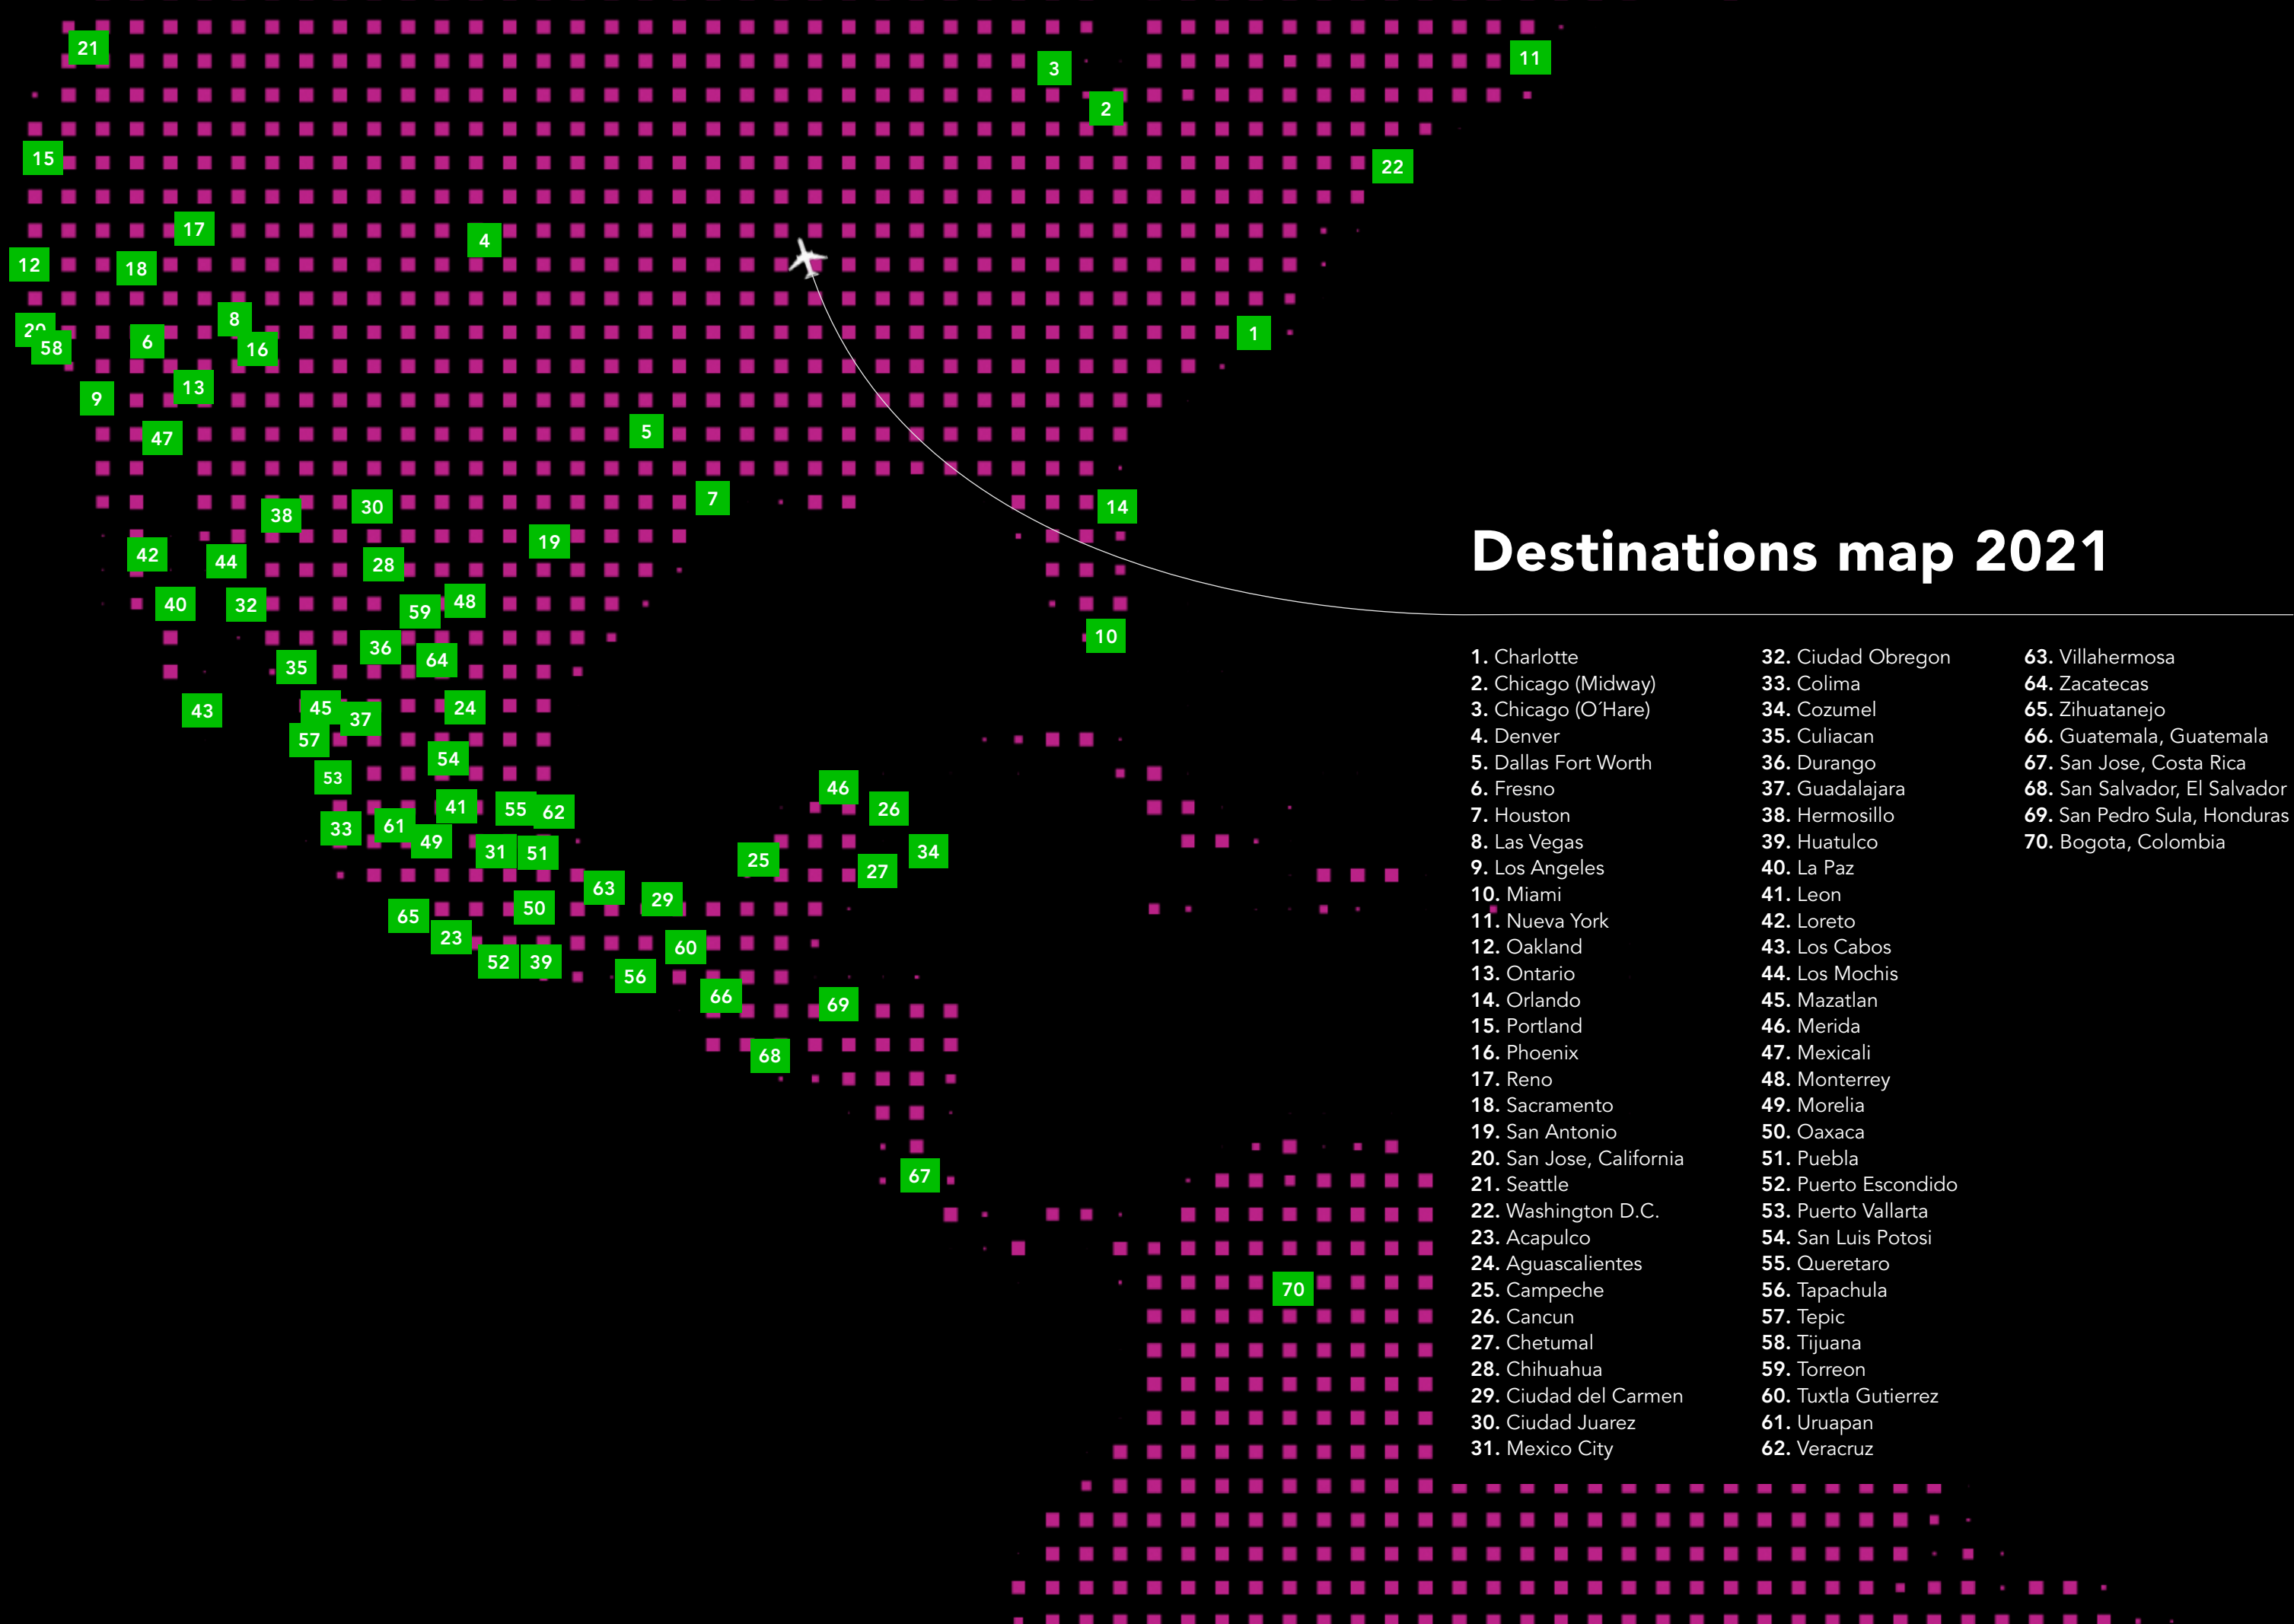 21
11
3
2
15
22
17
4
12
18
8
20
1
6
58
16
13
9
5
47
7
30
14
38
19
42
44
28
48
40
32
59
10
36
64
35
43
45
24
37
57
54
53
46
41
55
62
26
61
33
49
31
51
34
25
27
63
29
50
65
23
60
52
39
56
66
69
68
67
70
Destinations map 2021
1. Charlotte
2. Chicago (Midway)
3. Chicago (O´Hare)
4. Denver
5. Dallas Fort Worth
6. Fresno
7. Houston
8. Las Vegas
9. Los Angeles
10. Miami
11. Nueva York
12. Oakland
13. Ontario
14. Orlando
15. Portland
16. Phoenix
17. Reno
18. Sacramento
19. San Antonio
20. San Jose, California
21. Seattle
22. Washington D.C.
23. Acapulco
24. Aguascalientes
25. Campeche
26. Cancun
27. Chetumal
28. Chihuahua
29. Ciudad del Carmen
30. Ciudad Juarez
31. Mexico City
32. Ciudad Obregon
33. Colima
34. Cozumel
35. Culiacan
36. Durango
37. Guadalajara
38. Hermosillo
39. Huatulco
40. La Paz
41. Leon
42. Loreto
43. Los Cabos
44. Los Mochis
45. Mazatlan
46. Merida
47. Mexicali
48. Monterrey
49. Morelia
50. Oaxaca
51. Puebla
52. Puerto Escondido
53. Puerto Vallarta
54. San Luis Potosi
55. Queretaro
56. Tapachula
57. Tepic
58. Tijuana
59. Torreon
60. Tuxtla Gutierrez
61. Uruapan
62. Veracruz
63. Villahermosa
64. Zacatecas
65. Zihuatanejo
66. Guatemala, Guatemala
67. San Jose, Costa Rica
68. San Salvador, El Salvador
69. San Pedro Sula, Honduras
70. Bogota, Colombia